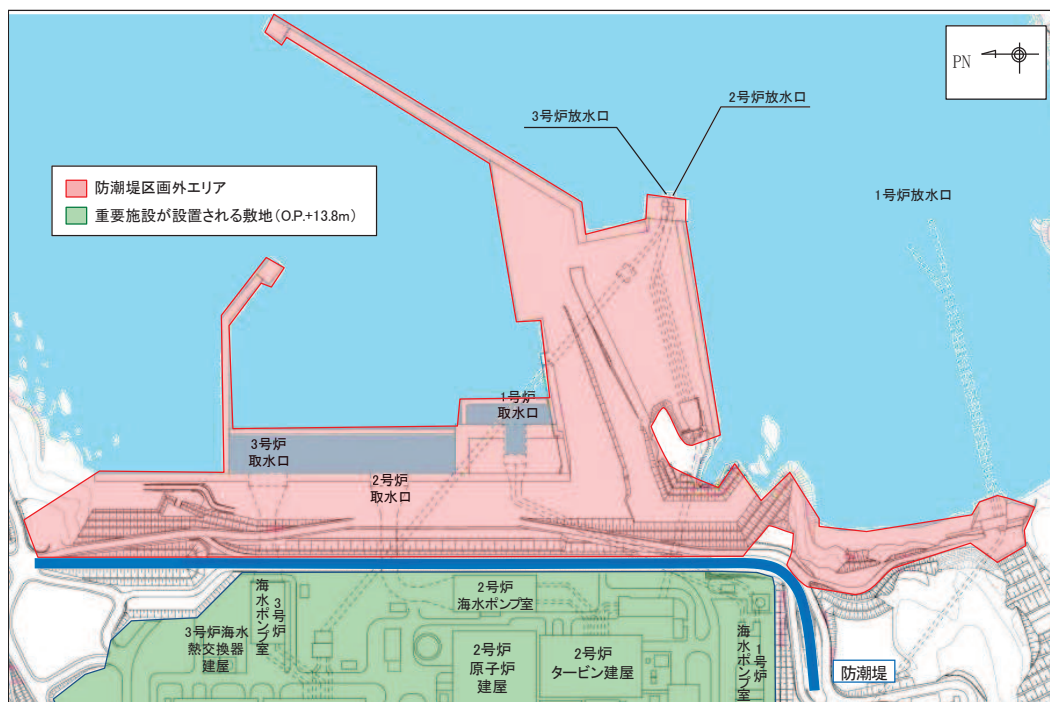 PN
2号炉放水口
3号炉放水口
防潮堤区画外エリア
重要施設が設置される敷地(O.P.+13.8m)
1号炉放水口
1号炉
取水口
3号炉
取水口
2号炉
取水口
3号炉
海水ポンプ室
2号炉
海水ポンプ室
3号炉海水
熱交換器
建屋
2号炉
原子炉
建屋
2号炉
タービン建屋
1号炉
海水ポンプ室
防潮堤